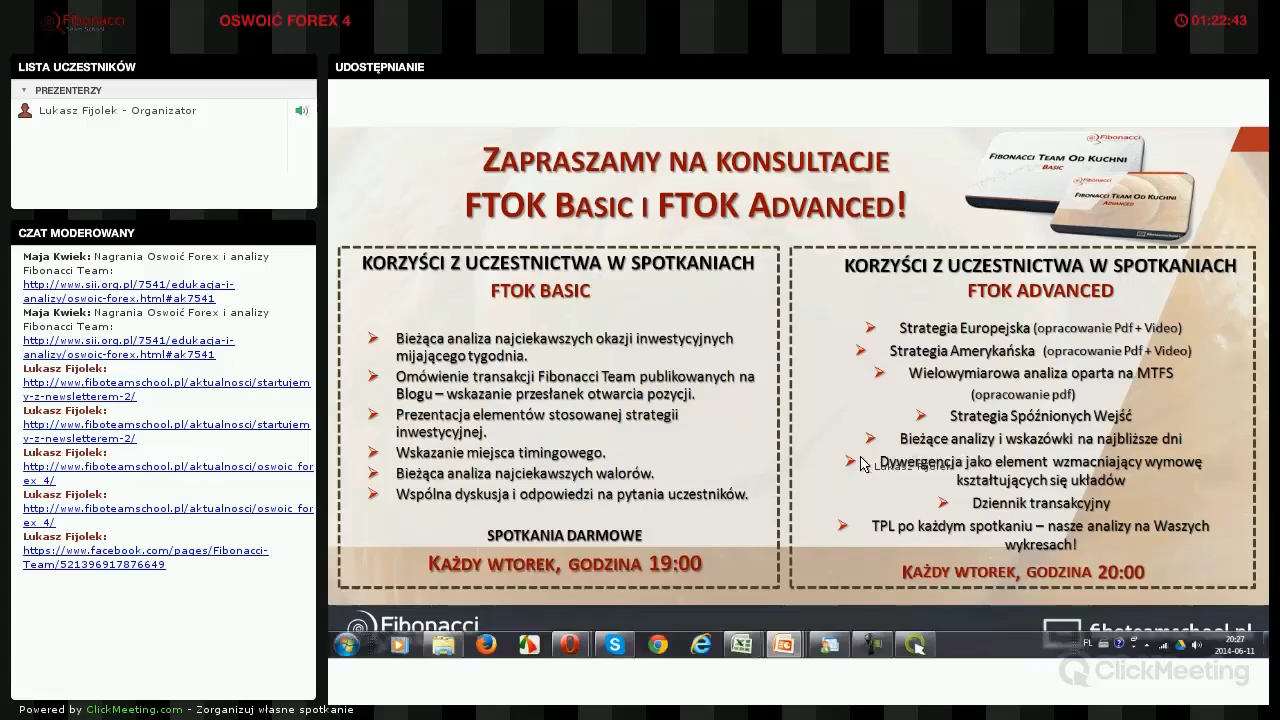 Fibonacci
Team School
OSWOIĆ FOREX 4
01:22:43
LISTA UCZESTNIKÓW
PREZENTERZY
Lukasz Fijolek - Organizator
CZAT MODEROWANY
Maja Kwiek: Nagrania Oswoić Forex i analizy
Fibonacci Team:
http://www.sii.org.pl/7541/edukacja-i-
analizy/oswoic-forex.html#ak7541
Maja Kwiek: Nagrania Oswoić Forex i analizy
Fibonacci Team:
http://www.sii.org.pl/7541/edukacja-i-
analizy/oswoic-forex.html#ak7541
Lukasz Fijolek:
http://www.fiboteamschool.pl/aktualnosci/startujem
y-z-newsletterem-2/
Lukasz Fijolek:
http://www.fiboteamschool.pl/aktualnosci/startujem
y-z-newsletterem-2/
Lukasz Fijolek:
http://www.fiboteamschool.pl/aktualnosci/oswoic_for
ex_4/
Lukasz Fijolek:
http://www.fiboteamschool.pl/aktualnosci/oswoic_for
ex_4/
Lukasz Fijolek:
https://www.facebook.com/pages/Fibonacci-
Team/521396917876649
UDOSTĘPNIANIE
ZAPRASZAMY NA KONSULTACJE
FTOK BASIC I FTOK ADVANCED!
Fibonacci
FIBONACCI TEAM OD KUCHNI
BASIC
Fibonacci
FIBONACCI TEAM OD KUCHNI
ADVANCED
KORZYŚCI Z UCZESTNICTWA W SPOTKANIACH
FTOK BASIC
Bieżąca analiza najciekawszych okazji inwestycyjnych
mijającego tygodnia.
Omówienie transakcji Fibonacci Team publikowanych na
Blogu – wskazanie przesłanek otwarcia pozycji.
Prezentacja elementów stosowanej strategii
inwestycyjnej.
Wskazanie miejsca timingowego.
Bieżąca analiza najciekawszych walorów.
Wspólna dyskusja i odpowiedzi na pytania uczestników.
SPOTKANIA DARMOWE
KAŻDY WTOREK, GODZINA 19:00
KORZYŚCI Z UCZESTNICTWA W SPOTKANIACH
FTOK ADVANCED
Strategia Europejska (opracowanie Pdf + Video)
Strategia Amerykańska (opracowanie Pdf + Video)
Wielowymiarowa analiza oparta na MTFS
(opracowanie pdf)
Strategia Spóźnionych Wejść
Bieżące analizy i wskazówki na najbliższe dni
Dywergencja jako element wzmacniający wymowę
kształtujących się układów
Lukasz Fijolek
Dziennik transakcyjny
TPL po każdym spotkaniu – nasze analizy na Waszych
wykresach!
KAŻDY WTOREK, GODZINA 20:00
Fibonacci
fiboteamschool.pl
PL
20:27
2014-06-11
ClickMeeting
Powered by ClickMeeting.com - Zorganizuj własne spotkanie